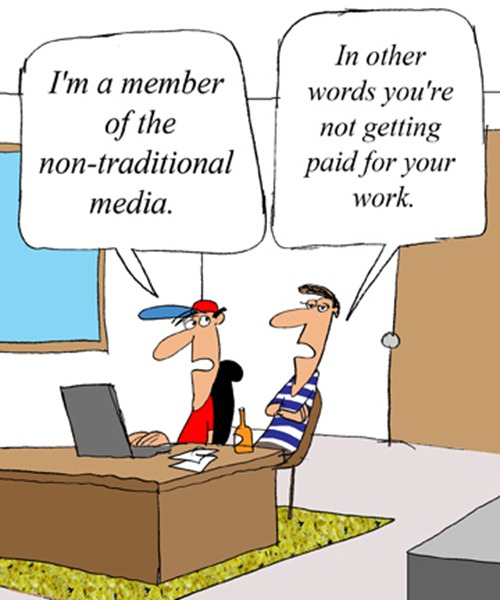 I'm a member
of the
non-traditional
media.
In other
words you're
not getting
paid for your
work.